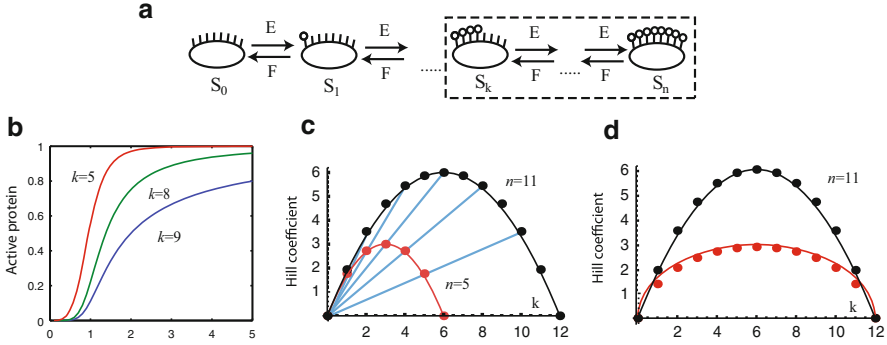 a
E E E E
F F F F
..... .....
S0 S1 Sk Sn
b
Active protein
1
0.8
0.6
0.4
0.2
0
0 1 2 3 4 5
k=5
k=8
k=9
c
Hill coefficient
6
5
4
3
2
1
2 4 6 8 10 12
n=11
n=5
k
d
Hill coefficient
6
5
4
3
2
1
2 4 6 8 10 12
n=11
k